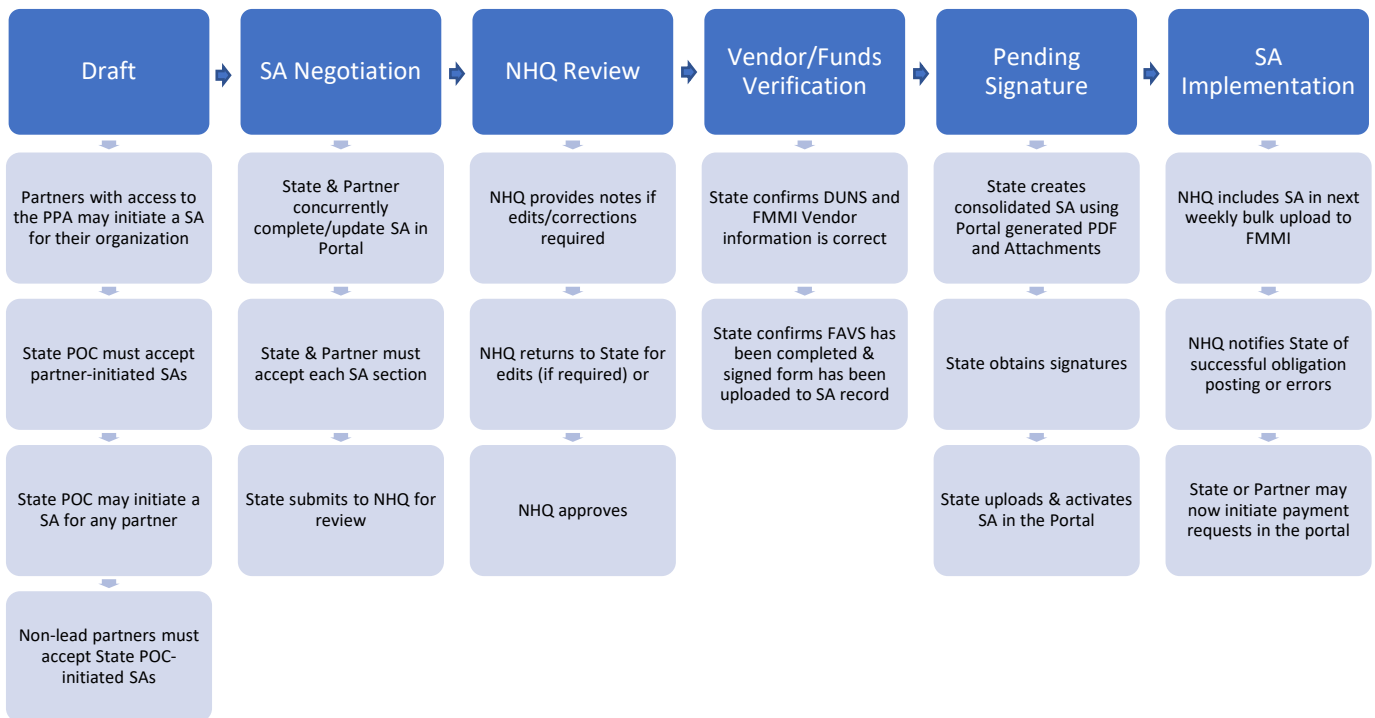 Draft
SA Negotiation
NHQ Review
Vendor/Funds
Verification
Pending
Signature
SA
Implementation
Partners with access to
the PPA may initiate a SA
for their organization
State POC must accept
partner-initiated SAs
State POC may initiate a
SA for any partner
Non-lead partners must
accept State POC-
initiated SAs
State & Partner
concurrently
complete/update SA in
Portal
State & Partner must
accept each SA section
State submits to NHQ for
review
NHQ provides notes if
edits/corrections
required
NHQ returns to State for
edits (if required) or
NHQ approves
State confirms DUNS and
FMMI Vendor
information is correct
State confirms FAVS has
been completed &
signed form has been
uploaded to SA record
State creates
consolidated SA using
Portal generated PDF
and Attachments
State obtains signatures
State uploads & activates
SA in the Portal
NHQ includes SA in next
weekly bulk upload to
FMMI
NHQ notifies State of
successful obligation
posting or errors
State or Partner may
now initiate payment
requests in the portal